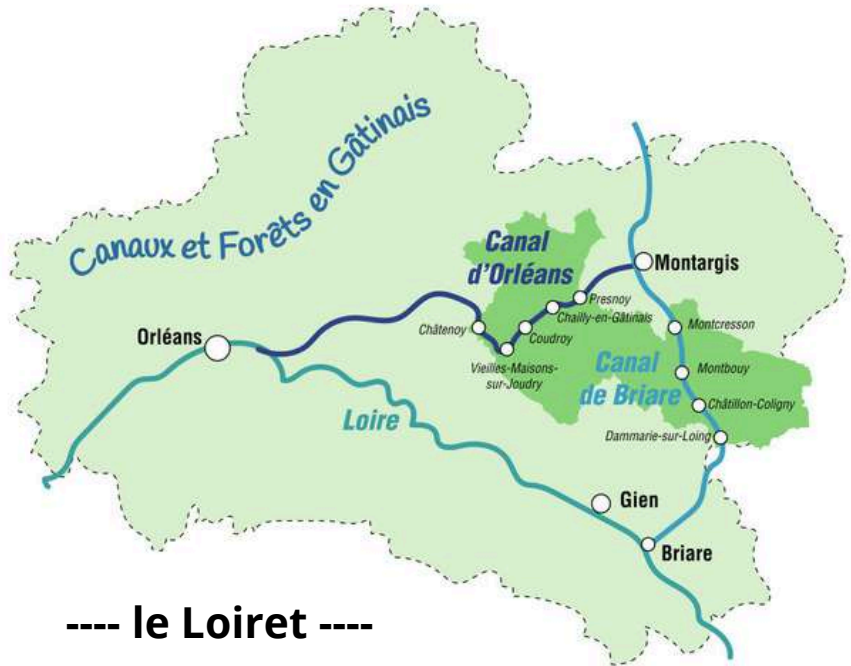 Canaux et Forêts en Gâtinais
Canal
d'Orléans
Montargis
Presnoy
Chailly-en-Gâtinais
Châtenoy
Coudroy
Montcresson
Orléans
Vieilles-Maisons-
sur-Joudry
Canal
de Briare
Montbouy
Châtillon-Coligny
Loire
Dammarie-sur-Loing
Gien
Briare
---- le Loiret ----